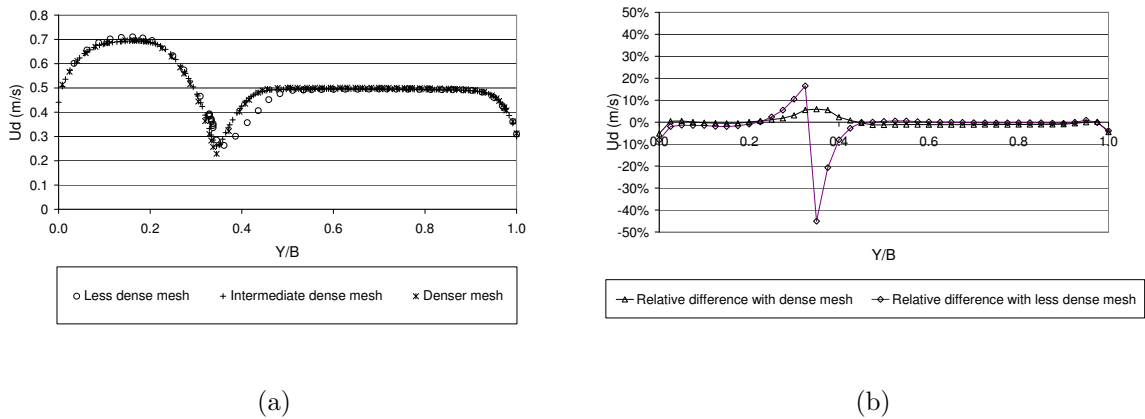 0.8
0.7
0.6
0.5
0.4
0.3
0.2
0.1
0
Ud (m/s)
0.0 0.2 0.4 0.6 0.8 1.0
Y/B
Less dense mesh Intermediate dense mesh Denser mesh
(a)
50%
40%
30%
20%
10%
0%
-10%
-20%
-30%
-40%
-50%
Ud (m/s)
0.0 0.2 0.4 0.6 0.8 1.0
Y/B
Relative difference with dense mesh Relative difference with less dense mesh
(b)